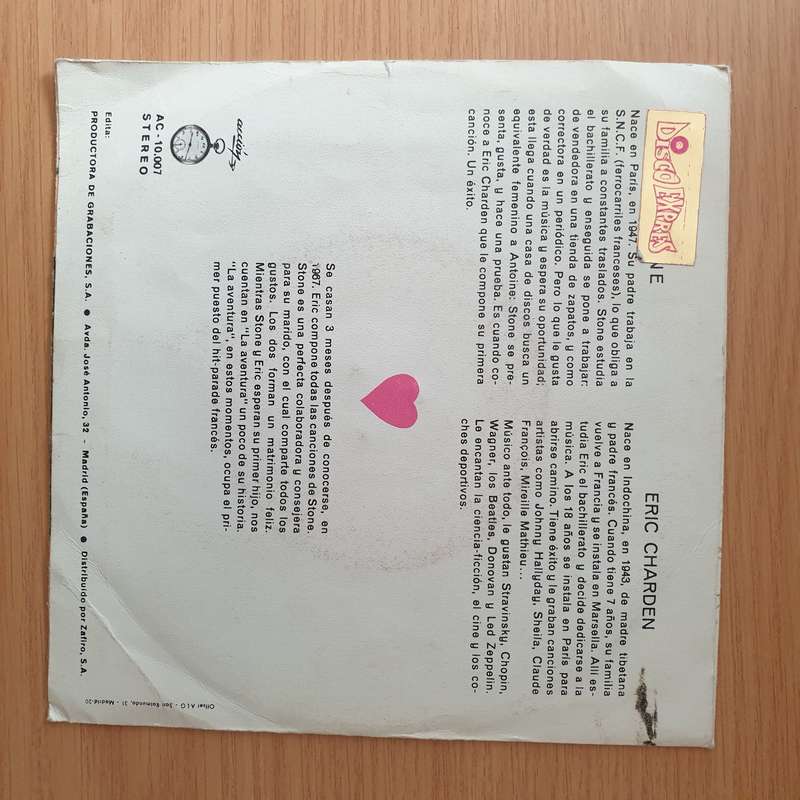 DISCO EXPRES
NE
Nace en París, en 1947. Su padre trabaja en la
S.N.C.F. (ferrocarriles franceses), lo que obliga a
su familia a constantes traslados. Stone estudia
el bachillerato y enseguida se pone a trabajar:
de vendedora en una tienda de zapatos, y como
correctora en un periódico. Pero lo que le gusta
de verdad es la música y espera su oportunidad;
esta llega cuando una casa de discos busca un
equivalente femenino a Antoine: Stone se pre-
senta, gusta, y hace una prueba. Es cuando co-
noce a Eric Charden que le compone su primera
canción. Un éxito.
ERIC CHARDEN
Nace en Indochina, en 1943, de madre tibetana
y padre francés. Cuando tiene 7 años, su familia
vuelve a Francia y se instala en Marsella. Allí es-
tudia Eric el bachillerato y decide dedicarse a la
música. A los 18 años se instala en París para
abrirse camino. Tiene éxito y le graban canciones
artistas como Johnny Hallyday, Sheila, Claude
François, Mireille Mathieu...
Músico ante todo, le gustan Stravinsky, Chopin,
Wagner, los Beatles, Donovan y Led Zeppelin.
Le encantan la ciencia-ficción, el cine y los co-
ches deportivos.
Se casan 3 meses después de conocerse, en
1967. Eric compone todas las canciones de Stone.
Stone es una perfecta colaboradora y consejera
para su marido, con el cual comparte todos los
gustos. Los dos forman un matrimonio feliz.
Mientras Stone y Eric esperan su primer hijo, nos
cuentan en "La aventura" un poco de su historia.
"La aventura", en estos momentos, ocupa el pri-
mer puesto del hit-parade francés.
acción
AC - 10.007
STEREO
Edita:
PRODUCTORA DE GRABACIONES, S.A. ● Avda. José Antonio, 32 - Madrid (España) ● Distribuido por Zafiro, S.A.
Offset ALG - San Raimundo, 31 - Madrid-20